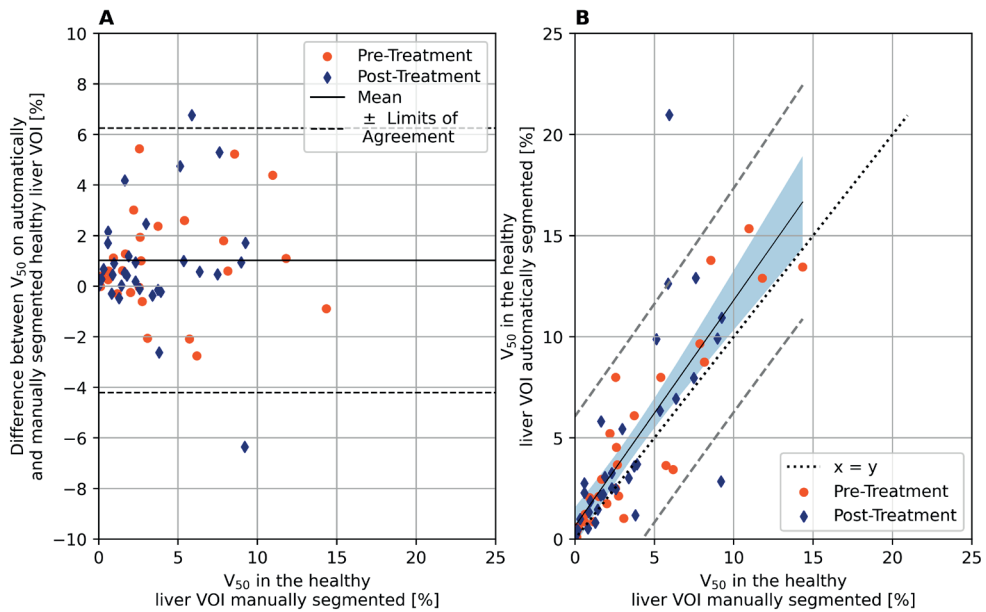 A
Difference between V50 on automatically
and manually segmented healthy liver VOI [%]
10
8
6
4
2
0
−2
−4
−6
−8
−10
Pre-Treatment
Post-Treatment
Mean
± Limits of
Agreement
0
5
10
15
20
25
V50 in the healthy
liver VOI manually segmented [%]
B
V50 in the healthy
liver VOI automatically segmented [%]
25
20
15
10
5
0
x = y
Pre-Treatment
Post-Treatment
0
5
10
15
20
25
V50 in the healthy
liver VOI manually segmented [%]